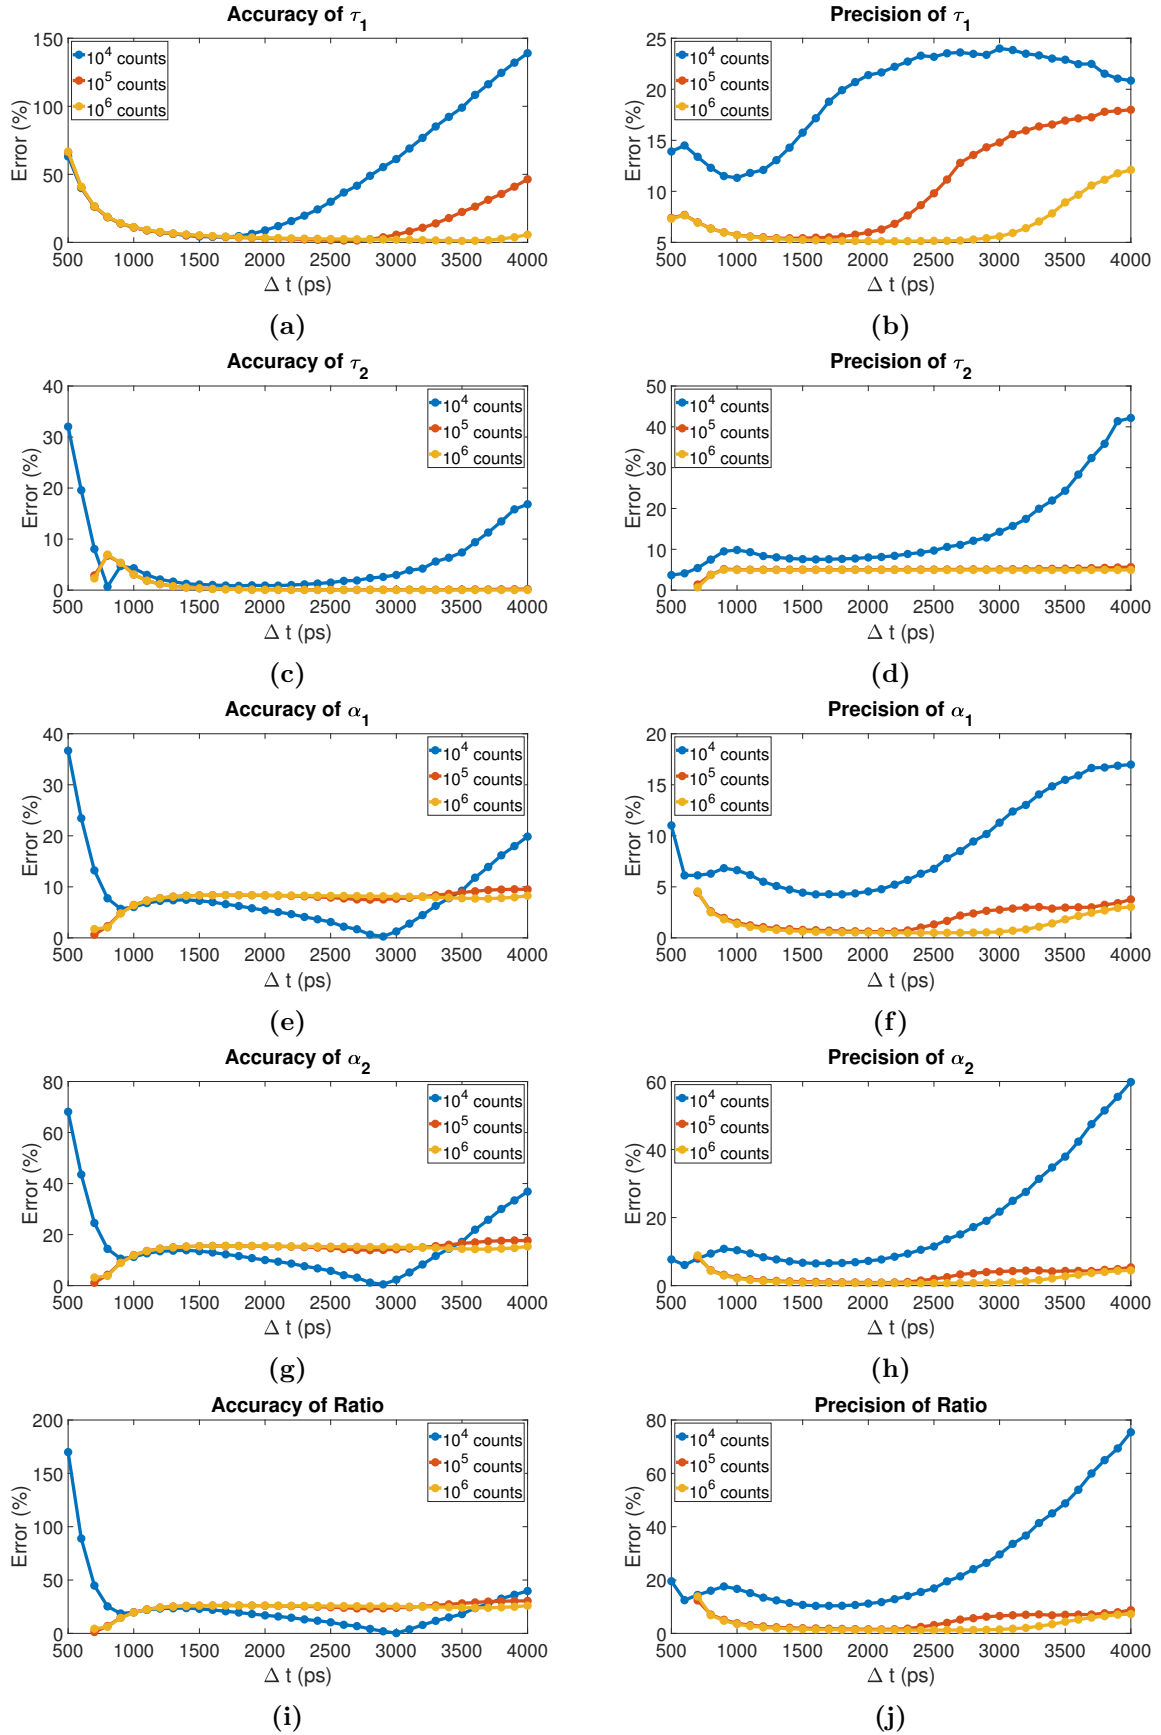 Accuracy of τ1
Error (%)
150
100
50
0
10^4 counts
10^5 counts
10^6 counts
500 1000 1500 2000 2500 3000 3500 4000
Δ t (ps)
(a)
Precision of τ1
Error (%)
25
20
15
10
5
10^4 counts
10^5 counts
10^6 counts
500 1000 1500 2000 2500 3000 3500 4000
Δ t (ps)
(b)
Accuracy of τ2
Error (%)
40
30
20
10
0
10^4 counts
10^5 counts
10^6 counts
500 1000 1500 2000 2500 3000 3500 4000
Δ t (ps)
(c)
Precision of τ2
Error (%)
50
40
30
20
10
0
10^4 counts
10^5 counts
10^6 counts
500 1000 1500 2000 2500 3000 3500 4000
Δ t (ps)
(d)
Accuracy of α1
Error (%)
40
30
20
10
0
10^4 counts
10^5 counts
10^6 counts
500 1000 1500 2000 2500 3000 3500 4000
Δ t (ps)
(e)
Precision of α1
Error (%)
20
15
10
5
0
10^4 counts
10^5 counts
10^6 counts
500 1000 1500 2000 2500 3000 3500 4000
Δ t (ps)
(f)
Accuracy of α2
Error (%)
80
60
40
20
0
10^4 counts
10^5 counts
10^6 counts
500 1000 1500 2000 2500 3000 3500 4000
Δ t (ps)
(g)
Precision of α2
Error (%)
60
40
20
0
10^4 counts
10^5 counts
10^6 counts
500 1000 1500 2000 2500 3000 3500 4000
Δ t (ps)
(h)
Accuracy of Ratio
Error (%)
200
150
100
50
0
10^4 counts
10^5 counts
10^6 counts
500 1000 1500 2000 2500 3000 3500 4000
Δ t (ps)
(i)
Precision of Ratio
Error (%)
80
60
40
20
0
10^4 counts
10^5 counts
10^6 counts
500 1000 1500 2000 2500 3000 3500 4000
Δ t (ps)
(j)